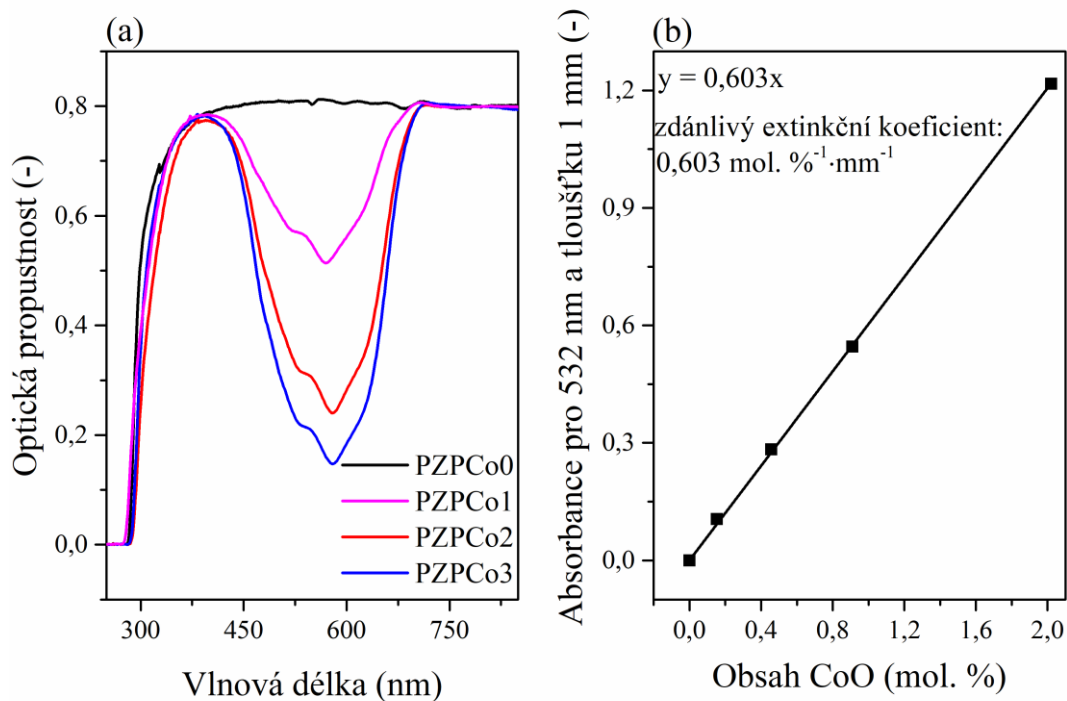 (a)
Optická propustnost (-)
0,8
0,6
0,4
0,2
0,0
PZPCo0
PZPCo1
PZPCo2
PZPCo3
300 450 600 750
Vlnová délka (nm)
(b)
Absorbance pro 532 nm a tloušťku 1 mm (-)
y = 0,603x
zdánlivý extinkční koeficient:
0,603 mol. %⁻¹·mm⁻¹
1,2
0,9
0,6
0,3
0,0
0,0 0,4 0,8 1,2 1,6 2,0
Obsah CoO (mol. %)